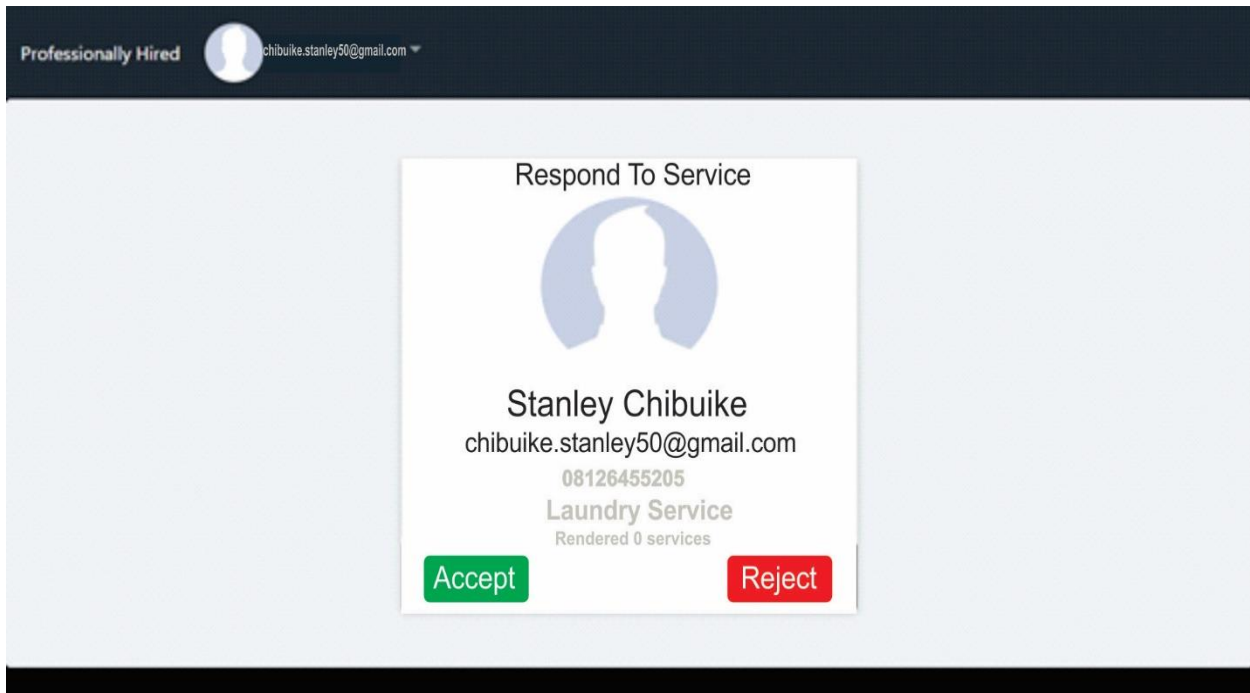 Professionally Hired chibuike.stanley50@gmail.com
Respond To Service
Stanley Chibuike
chibuike.stanley50@gmail.com
08126455205
Laundry Service
Rendered 0 services
Accept Reject